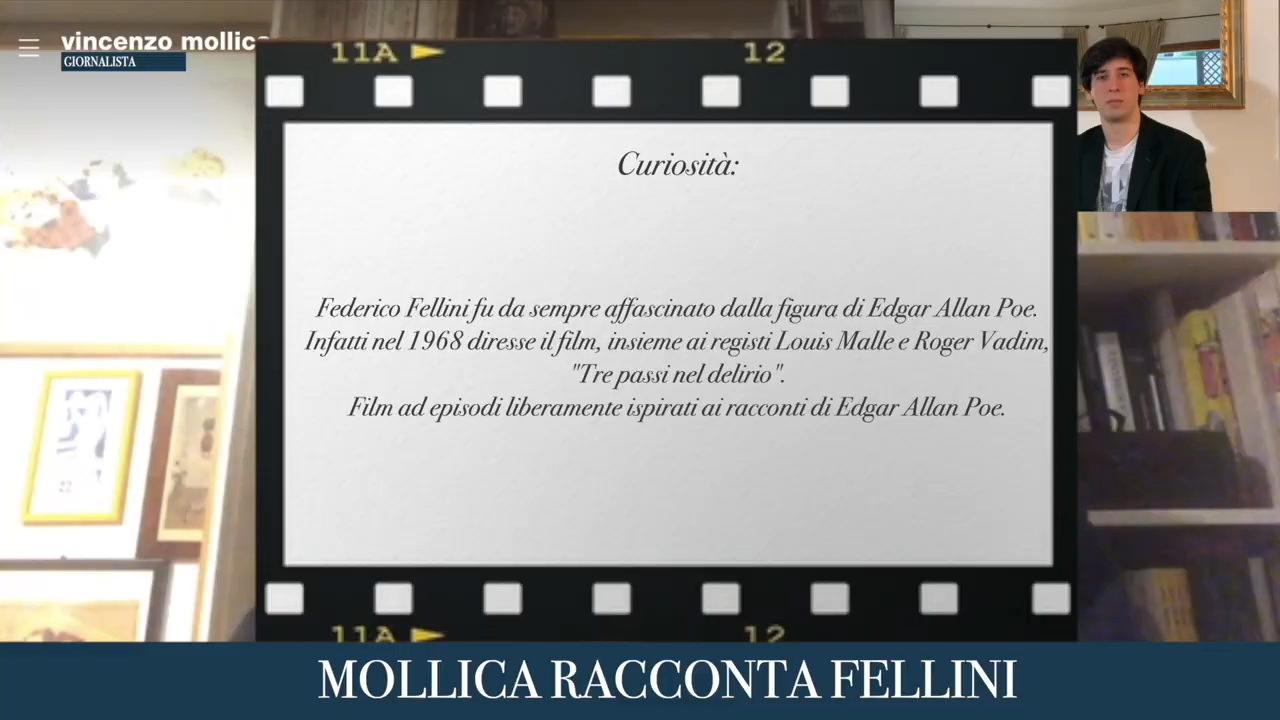 vincenzo mollica
GIORNALISTA
11A
12
Curiosità:
Federico Fellini fu da sempre affascinato dalla figura di Edgar Allan Poe.
Infatti nel 1968 diresse il film, insieme ai registi Louis Malle e Roger Vadim,
"Tre passi nel delirio".
Film ad episodi liberamente ispirati ai racconti di Edgar Allan Poe.
11A
12
MOLLICA RACCONTA FELLINI